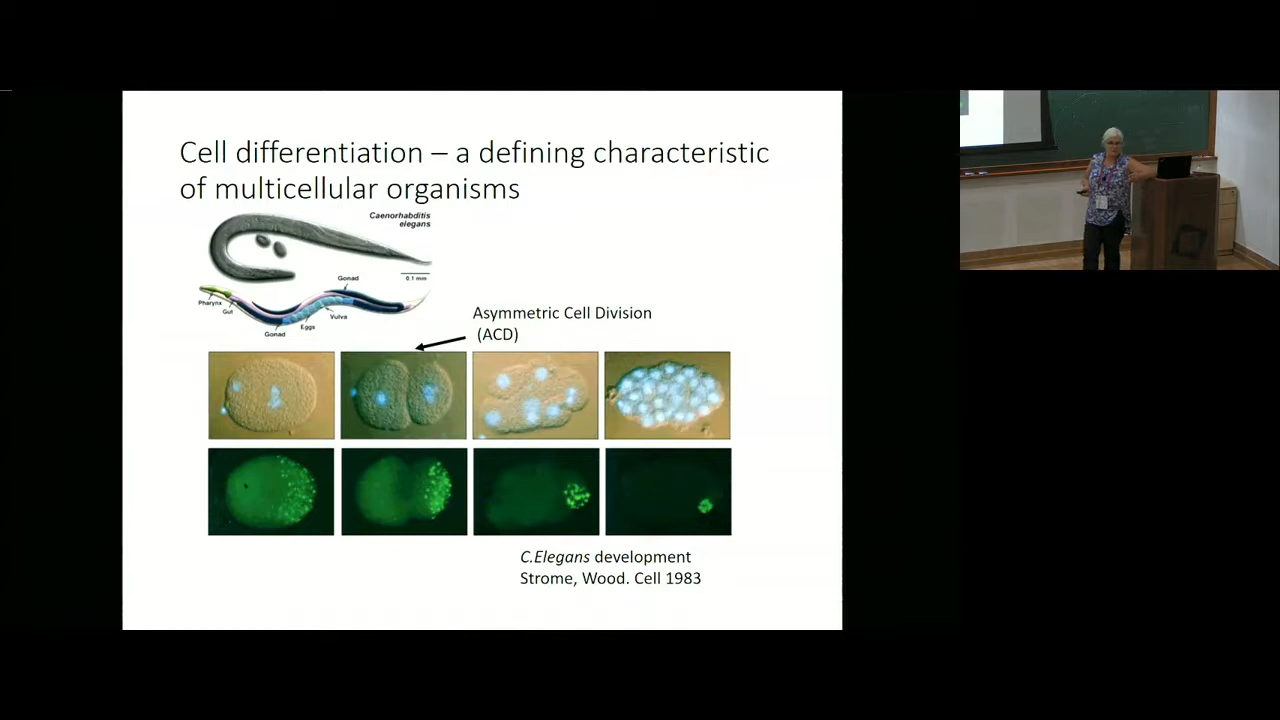 Cell differentiation – a defining characteristic
of multicellular organisms
Caenorhabditis
elegans
0.1 mm
Gonad
Pharynx
Gut
Vulva
Eggs
Gonad
Asymmetric Cell Division
(ACD)
C.Elegans development
Strome, Wood. Cell 1983